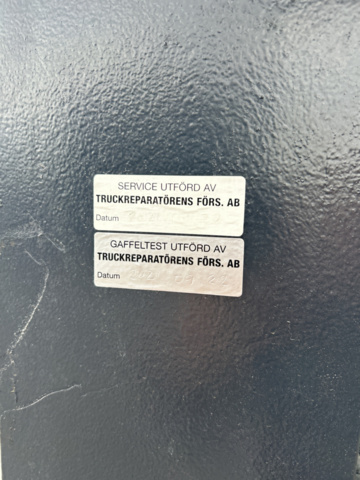 SERVICE UTFÖRD AV
TRUCKREPARATÖRENS FÖRS. AB
Datum
GAFFELTEST UTFÖRD AV
TRUCKREPARATÖRENS FÖRS. AB
Datum